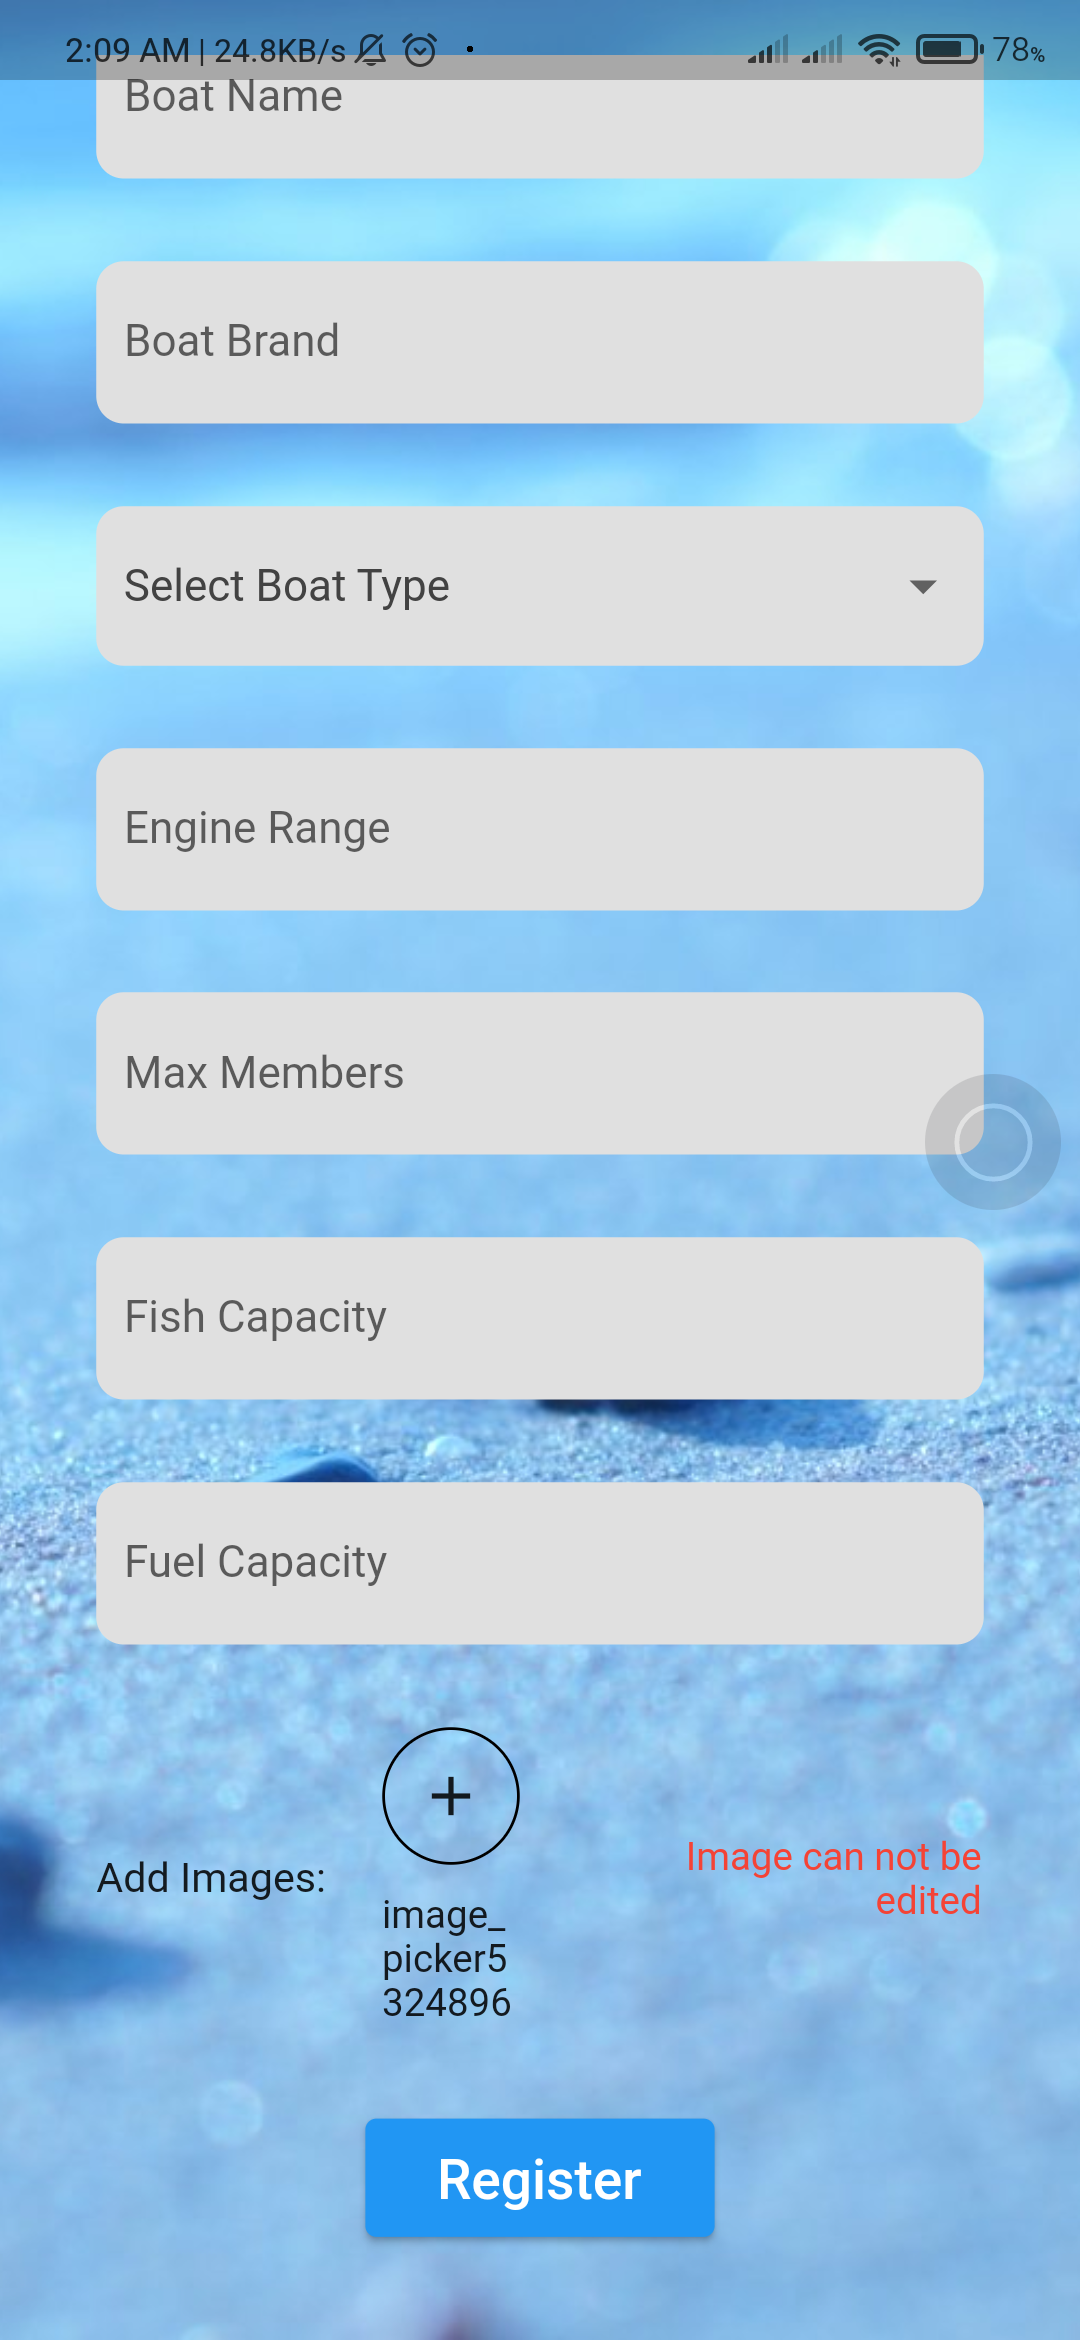 2:09 AM | 24.8KB/s 78%
Boat Name
Boat Brand
Select Boat Type
Engine Range
Max Members
Fish Capacity
Fuel Capacity
Add Images:
image_
picker5
324896
Image can not be
edited
Register